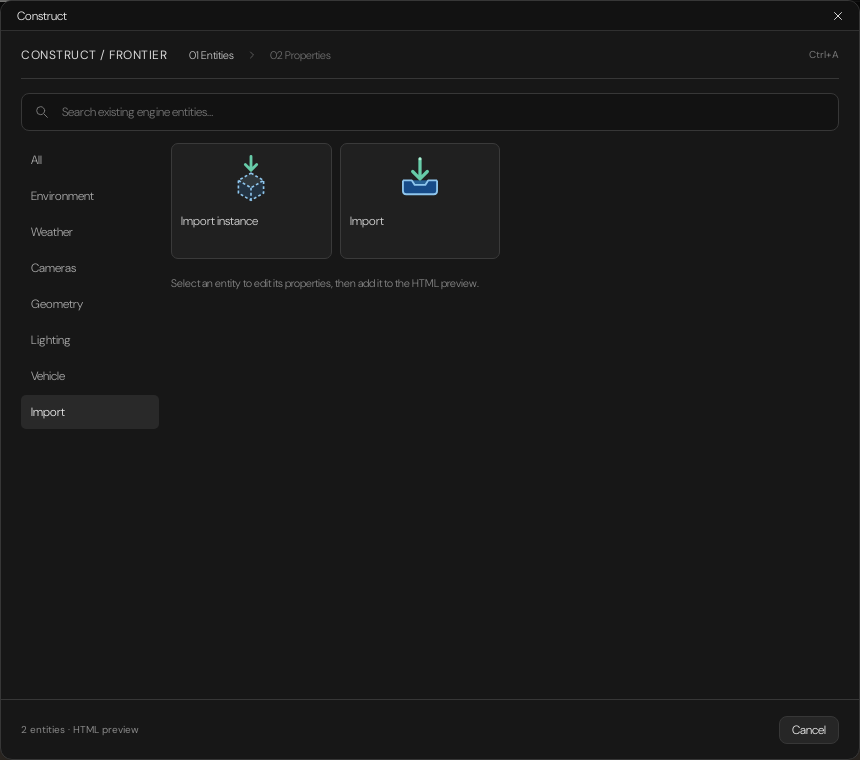 Construct
CONSTRUCT / FRONTIER 01 Entities 02 Properties Ctrl+A
Search existing engine entities...
All
Environment
Weather
Cameras
Geometry
Lighting
Vehicle
Import
Import instance
Import
Select an entity to edit its properties, then add it to the HTML preview.
2 entities · HTML preview
Cancel